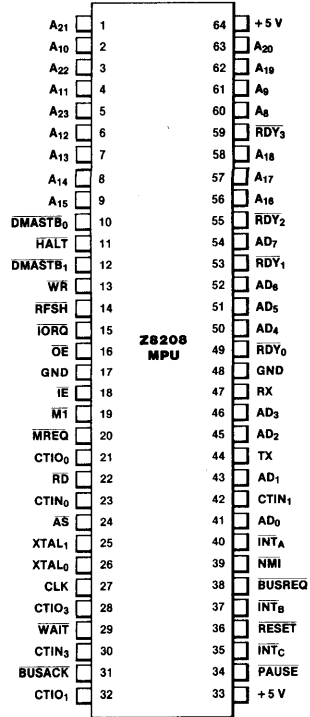 A21 1 64 +5 V
A10 2 63 A20
A22 3 62 A19
A11 4 61 A9
A23 5 60 A8
A12 6 59 RDY3
A13 7 58 A18
A14 8 57 A17
A15 9 56 A16
DMASTB0 10 55 RDY2
HALT 11 54 AD7
DMASTB1 12 53 RDY1
WR 13 52 AD6
RFSH 14 51 AD5
IORQ 15 50 AD4
OE 16 Z8208 49 RDY0
GND 17 MPU 48 GND
IE 18 47 RX
M1 19 46 AD3
MREQ 20 45 AD2
CTIO0 21 44 TX
RD 22 43 AD1
CTIN0 23 42 CTIN1
AS 24 41 AD0
XTAL1 25 40 INTA
XTAL0 26 39 NMI
CLK 27 38 BUSREQ
CTIO3 28 37 INTB
WAIT 29 36 RESET
CTIN3 30 35 INTC
BUSACK 31 34 PAUSE
CTIO1 32 33 +5 V